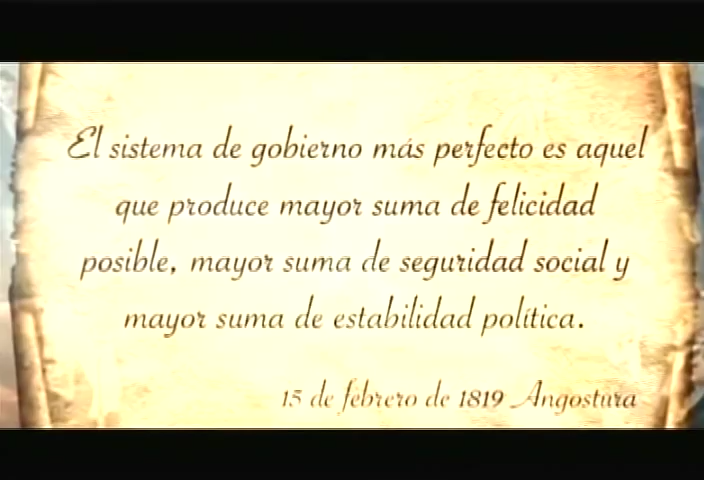 El sistema de gobierno más perfecto es aquel
que produce mayor suma de felicidad
posible, mayor suma de seguridad social y
mayor suma de estabilidad política.
15 de febrero de 1819 Angostura